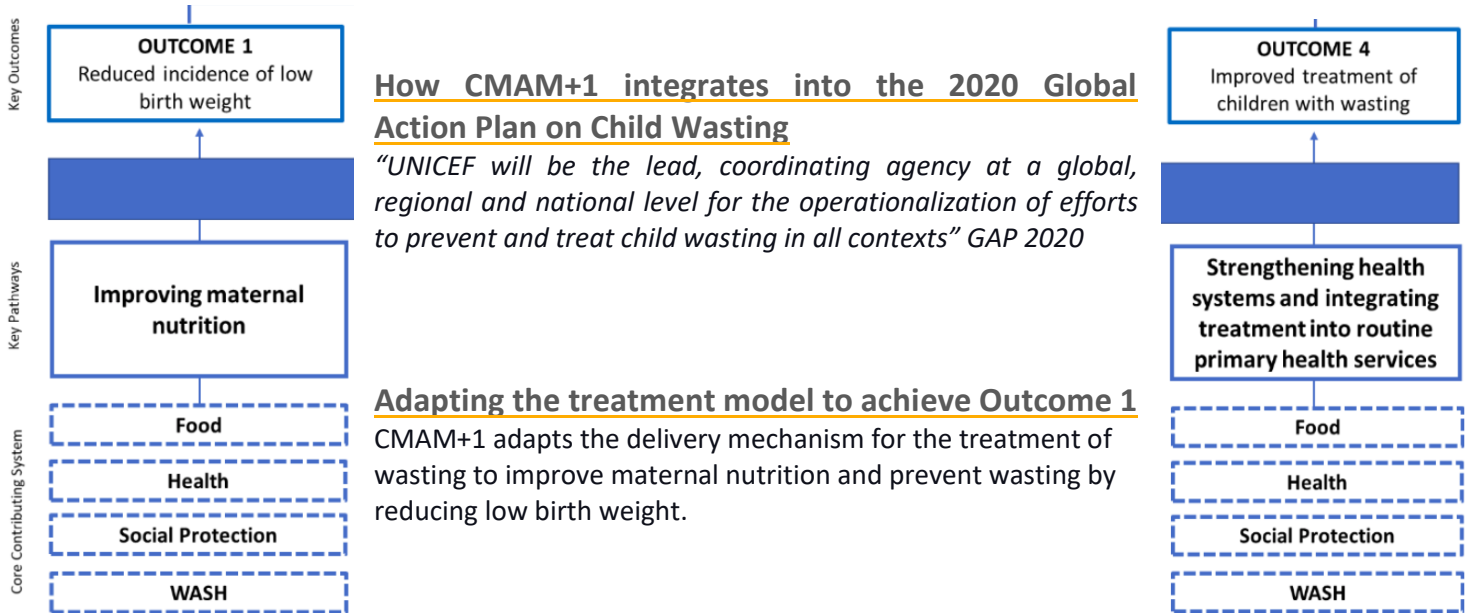 Key Outcomes
OUTCOME 1
Reduced incidence of low
birth weight
Key Pathways
Improving maternal
nutrition
Core Contributing System
Food
Health
Social Protection
WASH
How CMAM+1 integrates into the 2020 Global
Action Plan on Child Wasting
“UNICEF will be the lead, coordinating agency at a global,
regional and national level for the operationalization of efforts
to prevent and treat child wasting in all contexts” GAP 2020
Adapting the treatment model to achieve Outcome 1
CMAM+1 adapts the delivery mechanism for the treatment of
wasting to improve maternal nutrition and prevent wasting by
reducing low birth weight.
OUTCOME 4
Improved treatment of
children with wasting
Strengthening health
systems and integrating
treatment into routine
primary health services
Food
Health
Social Protection
WASH